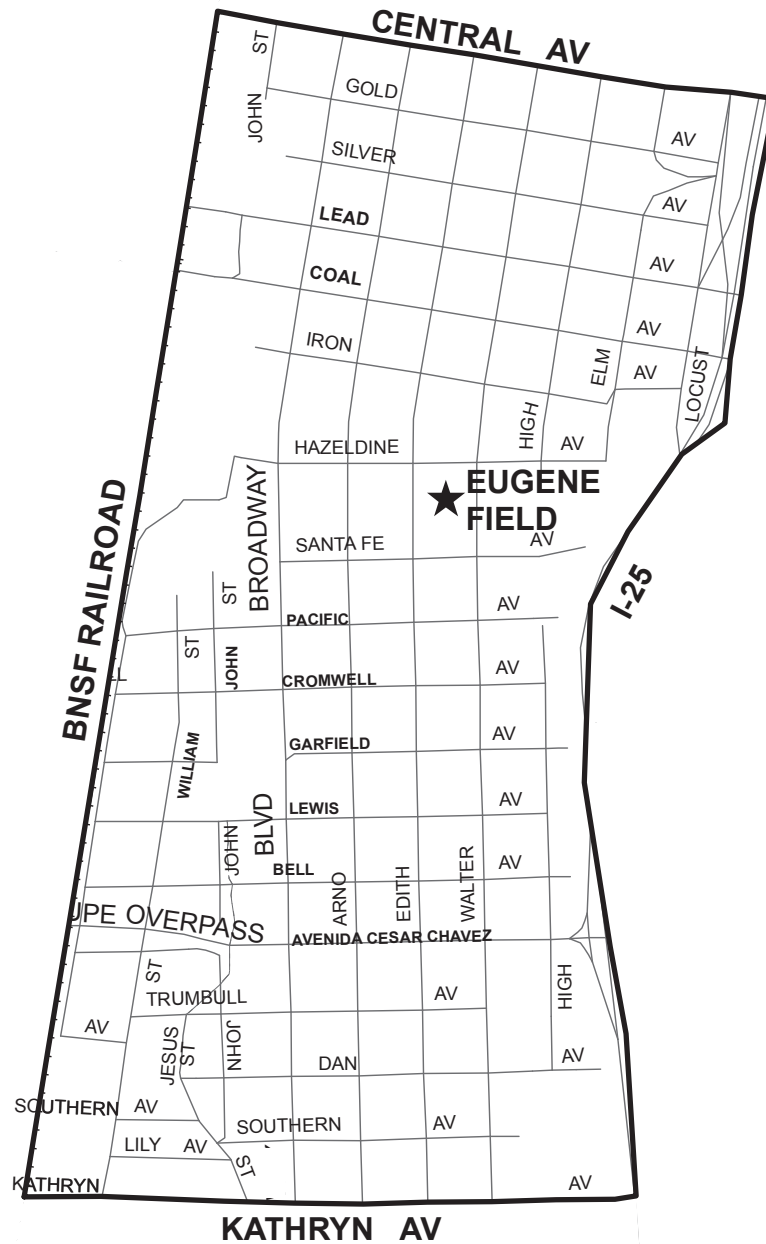 CENTRAL AV
ST
JOHN
GOLD
AV
SILVER
AV
LEAD
AV
COAL
AV
IRON
AV
ELM
LOCUST
HIGH
HAZELDINE AV
BROADWAY
EUGENE
FIELD
BNSF RAILROAD
SANTA FE AV
I-25
ST
PACIFIC AV
ST
JOHN
CROMWELL AV
GARFIELD AV
WILLIAM
LEWIS AV
BLVD
JOHN
BELL AV
ARNO
EDITH
WALTER
UPE OVERPASS
AVENIDA CESAR CHAVEZ
ST
HIGH
TRUMBULL AV
AV
JESUS
ST
JOHN
DAN AV
SOUTHERN AV
SOUTHERN AV
LILY AV
ST
KATHRYN AV
KATHRYN AV